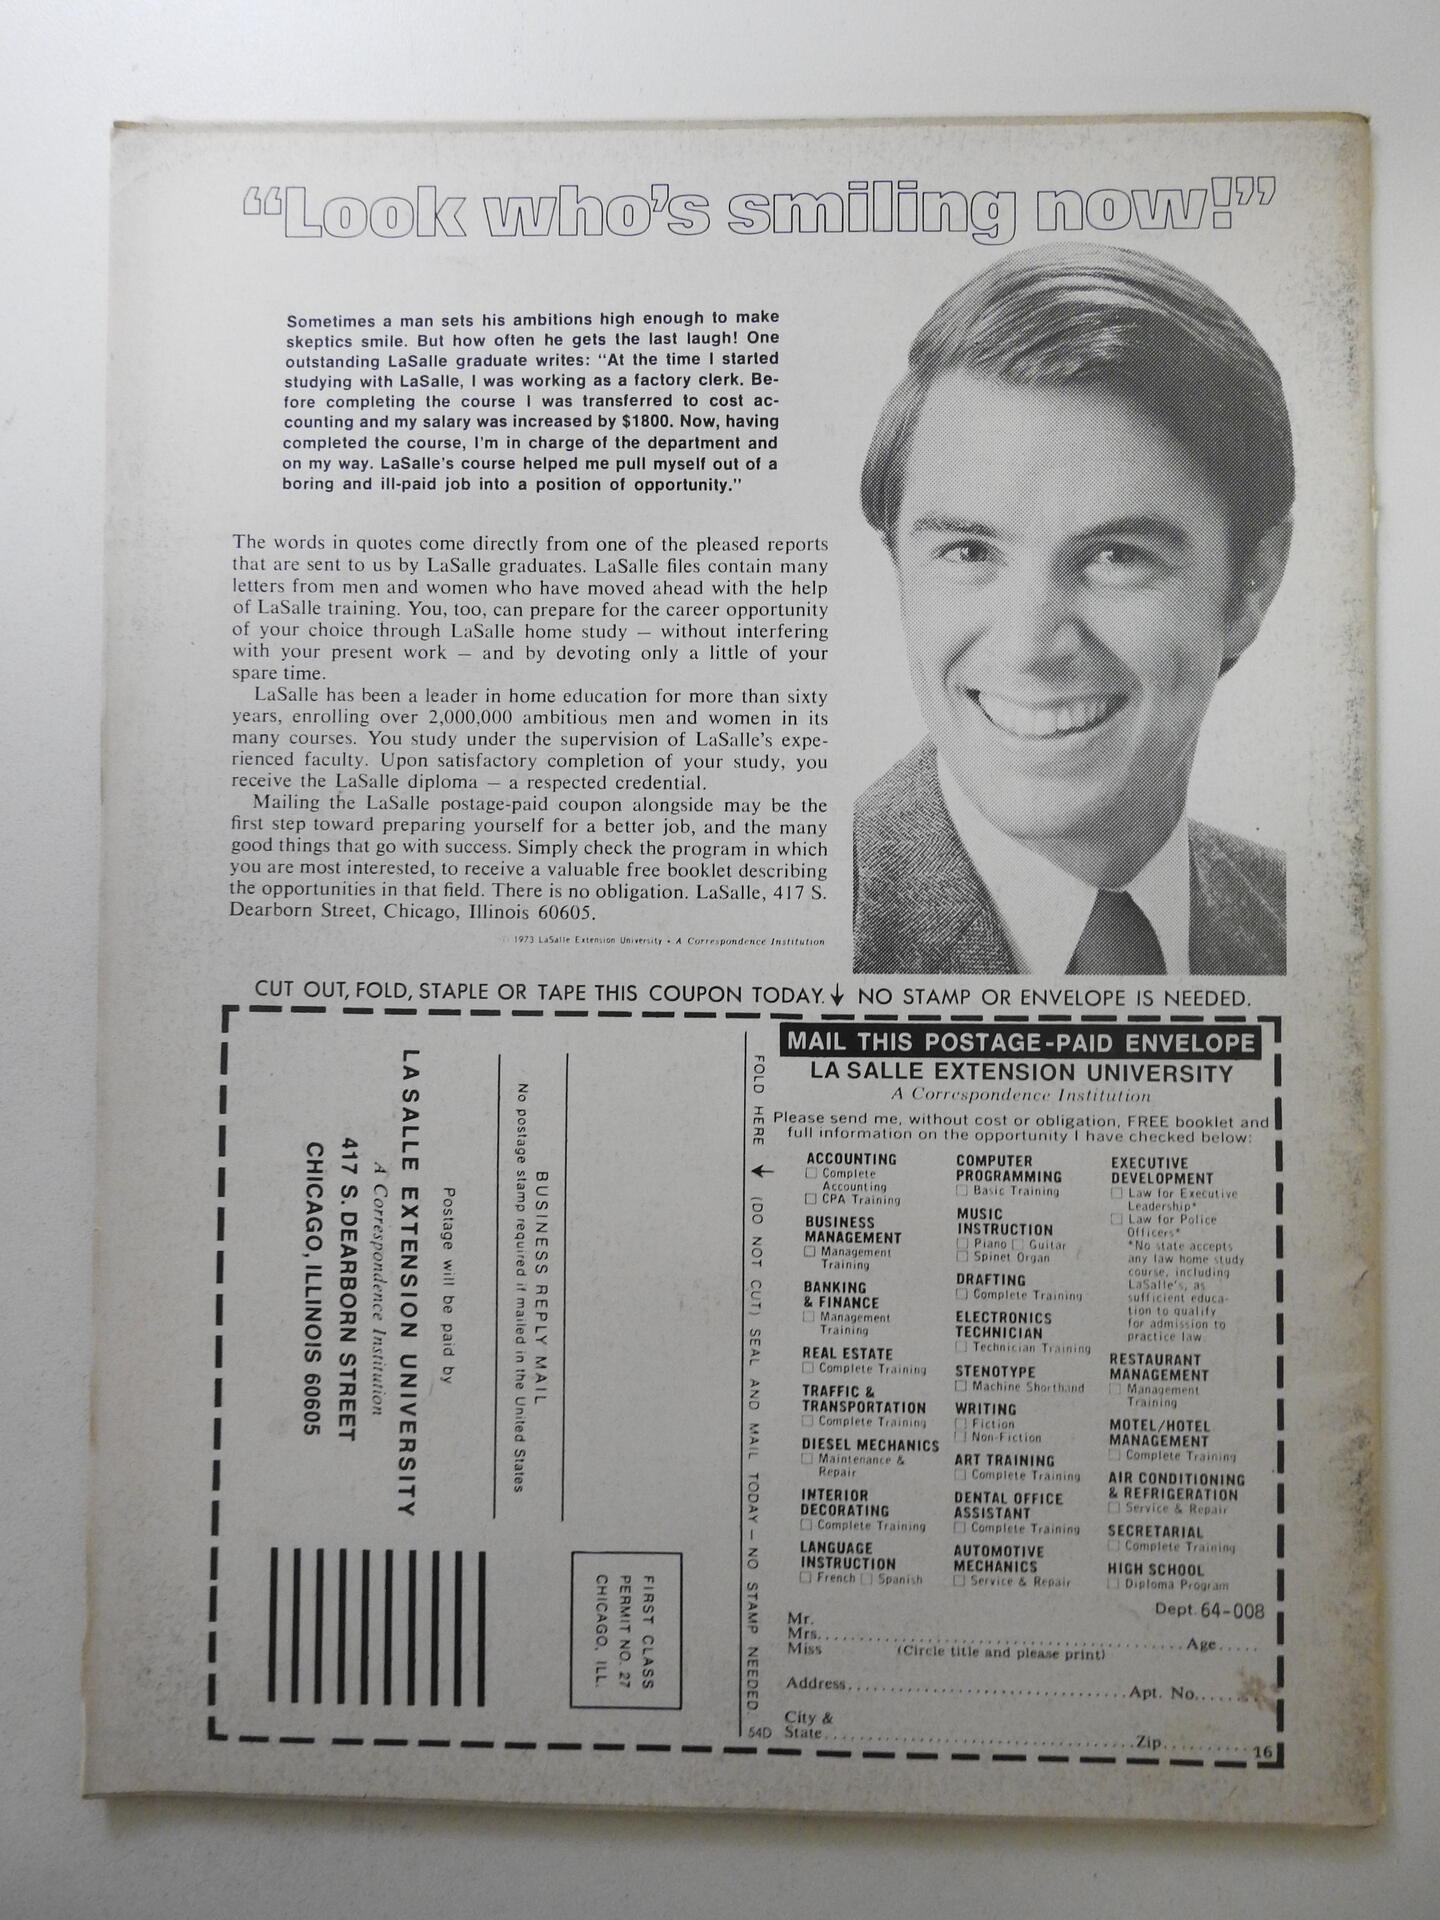 “Look who’s smiling now!”
Sometimes a man sets his ambitions high enough to make
skeptics smile. But how often he gets the last laugh! One
outstanding LaSalle graduate writes: “At the time I started
studying with LaSalle, I was working as a factory clerk. Be-
fore completing the course I was transferred to cost ac-
counting and my salary was increased by $1800. Now, having
completed the course, I’m in charge of the department and
on my way. LaSalle’s course helped me pull myself out of a
boring and ill-paid job into a position of opportunity.”
The words in quotes come directly from one of the pleased reports
that are sent to us by LaSalle graduates. LaSalle files contain many
letters from men and women who have moved ahead with the help
of LaSalle training. You, too, can prepare for the career opportunity
of your choice through LaSalle home study — without interfering
with your present work — and by devoting only a little of your
spare time.
LaSalle has been a leader in home education for more than sixty
years, enrolling over 2,000,000 ambitious men and women in its
many courses. You study under the supervision of LaSalle’s expe-
rienced faculty. Upon satisfactory completion of your study, you
receive the LaSalle diploma — a respected credential.
Mailing the LaSalle postage-paid coupon alongside may be the
first step toward preparing yourself for a better job, and the many
good things that go with success. Simply check the program in which
you are most interested, to receive a valuable free booklet describing
the opportunities in that field. There is no obligation. LaSalle, 417 S.
Dearborn Street, Chicago, Illinois 60605.
© 1973 LaSalle Extension University • A Correspondence Institution
CUT OUT, FOLD, STAPLE OR TAPE THIS COUPON TODAY.↓ NO STAMP OR ENVELOPE IS NEEDED.
FIRST CLASS
PERMIT NO. 27
CHICAGO, ILL.
BUSINESS REPLY MAIL
No postage stamp required if mailed in the United States
Postage will be paid by
LA SALLE EXTENSION UNIVERSITY
A Correspondence Institution
417 S. DEARBORN STREET
CHICAGO, ILLINOIS 60605
FOLD HERE → (DO NOT CUT) SEAL AND MAIL TODAY — NO STAMP NEEDED.
54D
MAIL THIS POSTAGE-PAID ENVELOPE
LA SALLE EXTENSION UNIVERSITY
A Correspondence Institution
Please send me, without cost or obligation, FREE booklet and
full information on the opportunity I have checked below:
ACCOUNTING
☐ Complete
Accounting
☐ CPA Training
BUSINESS
MANAGEMENT
☐ Management
Training
BANKING
& FINANCE
☐ Management
Training
REAL ESTATE
☐ Complete Training
TRAFFIC &
TRANSPORTATION
☐ Complete Training
DIESEL MECHANICS
☐ Maintenance &
Repair
INTERIOR
DECORATING
☐ Complete Training
LANGUAGE
INSTRUCTION
☐ French ☐ Spanish
COMPUTER
PROGRAMMING
☐ Basic Training
MUSIC
INSTRUCTION
☐ Piano ☐ Guitar
☐ Spinet Organ
DRAFTING
☐ Complete Training
ELECTRONICS
TECHNICIAN
☐ Technician Training
STENOTYPE
☐ Machine Shorthand
WRITING
☐ Fiction
☐ Non-Fiction
ART TRAINING
☐ Complete Training
DENTAL OFFICE
ASSISTANT
☐ Complete Training
AUTOMOTIVE
MECHANICS
☐ Service & Repair
EXECUTIVE
DEVELOPMENT
☐ Law for Executive
Leadership*
☐ Law for Police
Officers*
*No state accepts
any law home study
course, including
LaSalle's, as
sufficient educa-
tion to qualify
for admission to
practice law.
RESTAURANT
MANAGEMENT
☐ Management
Training
MOTEL/HOTEL
MANAGEMENT
☐ Complete Training
AIR CONDITIONING
& REFRIGERATION
☐ Service & Repair
SECRETARIAL
☐ Complete Training
HIGH SCHOOL
☐ Diploma Program
Dept. 64-008
Mr.
Mrs. Age
Miss (Circle title and please print)
Address Apt. No.
City &
State Zip
16